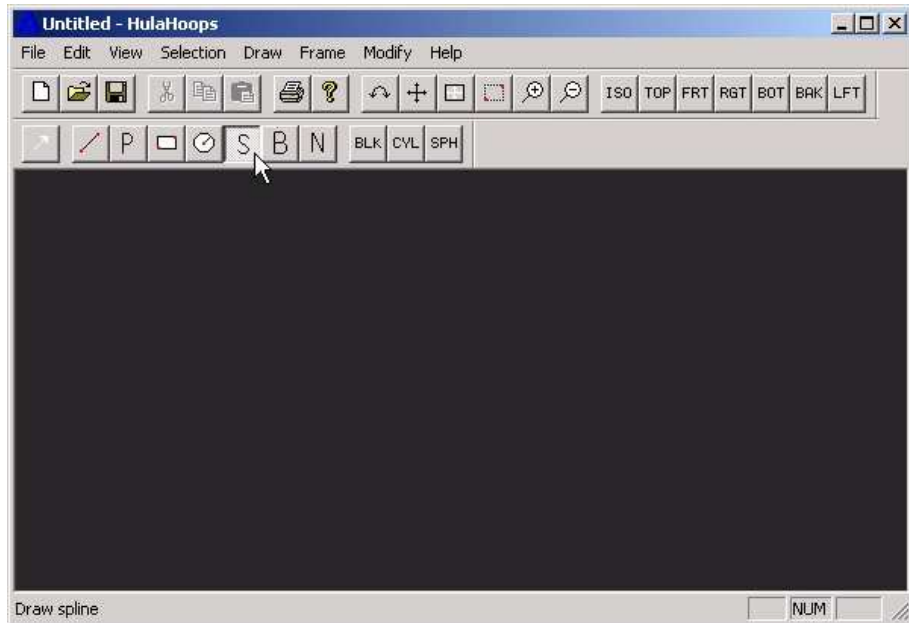 Untitled - HulaHoops
File Edit View Selection Draw Frame Modify Help
ISO TOP FRT RGT BOT BAK LFT
P S B N BLK CYL SPH
Draw spline NUM